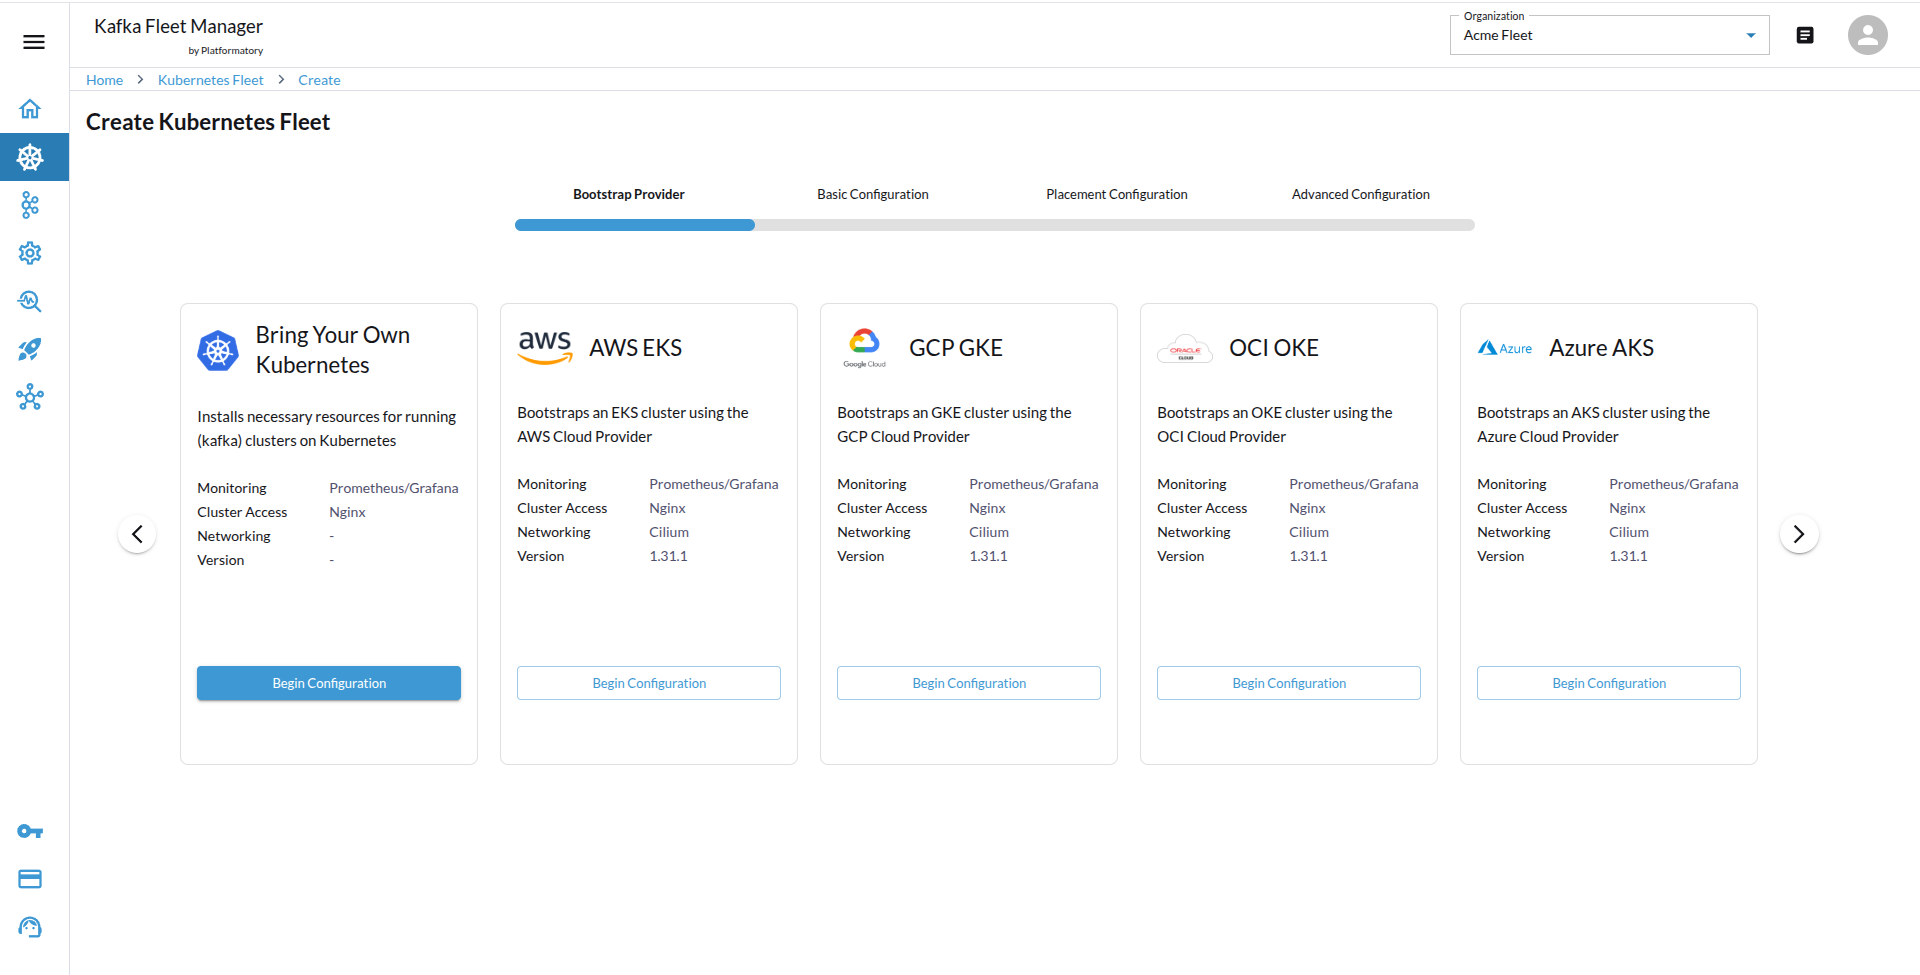 Kafka Fleet Manager
by Platformatory
Organization
Acme Fleet
Home > Kubernetes Fleet > Create
Create Kubernetes Fleet
Bootstrap Provider
Basic Configuration
Placement Configuration
Advanced Configuration
Bring Your Own
Kubernetes
Installs necessary resources for running
(kafka) clusters on Kubernetes
Monitoring Prometheus/Grafana
Cluster Access Nginx
Networking -
Version -
Begin Configuration
aws
AWS EKS
Bootstraps an EKS cluster using the
AWS Cloud Provider
Monitoring Prometheus/Grafana
Cluster Access Nginx
Networking Cilium
Version 1.31.1
Begin Configuration
Google Cloud
GCP GKE
Bootstraps an GKE cluster using the
GCP Cloud Provider
Monitoring Prometheus/Grafana
Cluster Access Nginx
Networking Cilium
Version 1.31.1
Begin Configuration
ORACLE
CLOUD
OCI OKE
Bootstraps an OKE cluster using the
OCI Cloud Provider
Monitoring Prometheus/Grafana
Cluster Access Nginx
Networking Cilium
Version 1.31.1
Begin Configuration
Azure
Azure AKS
Bootstraps an AKS cluster using the
Azure Cloud Provider
Monitoring Prometheus/Grafana
Cluster Access Nginx
Networking Cilium
Version 1.31.1
Begin Configuration